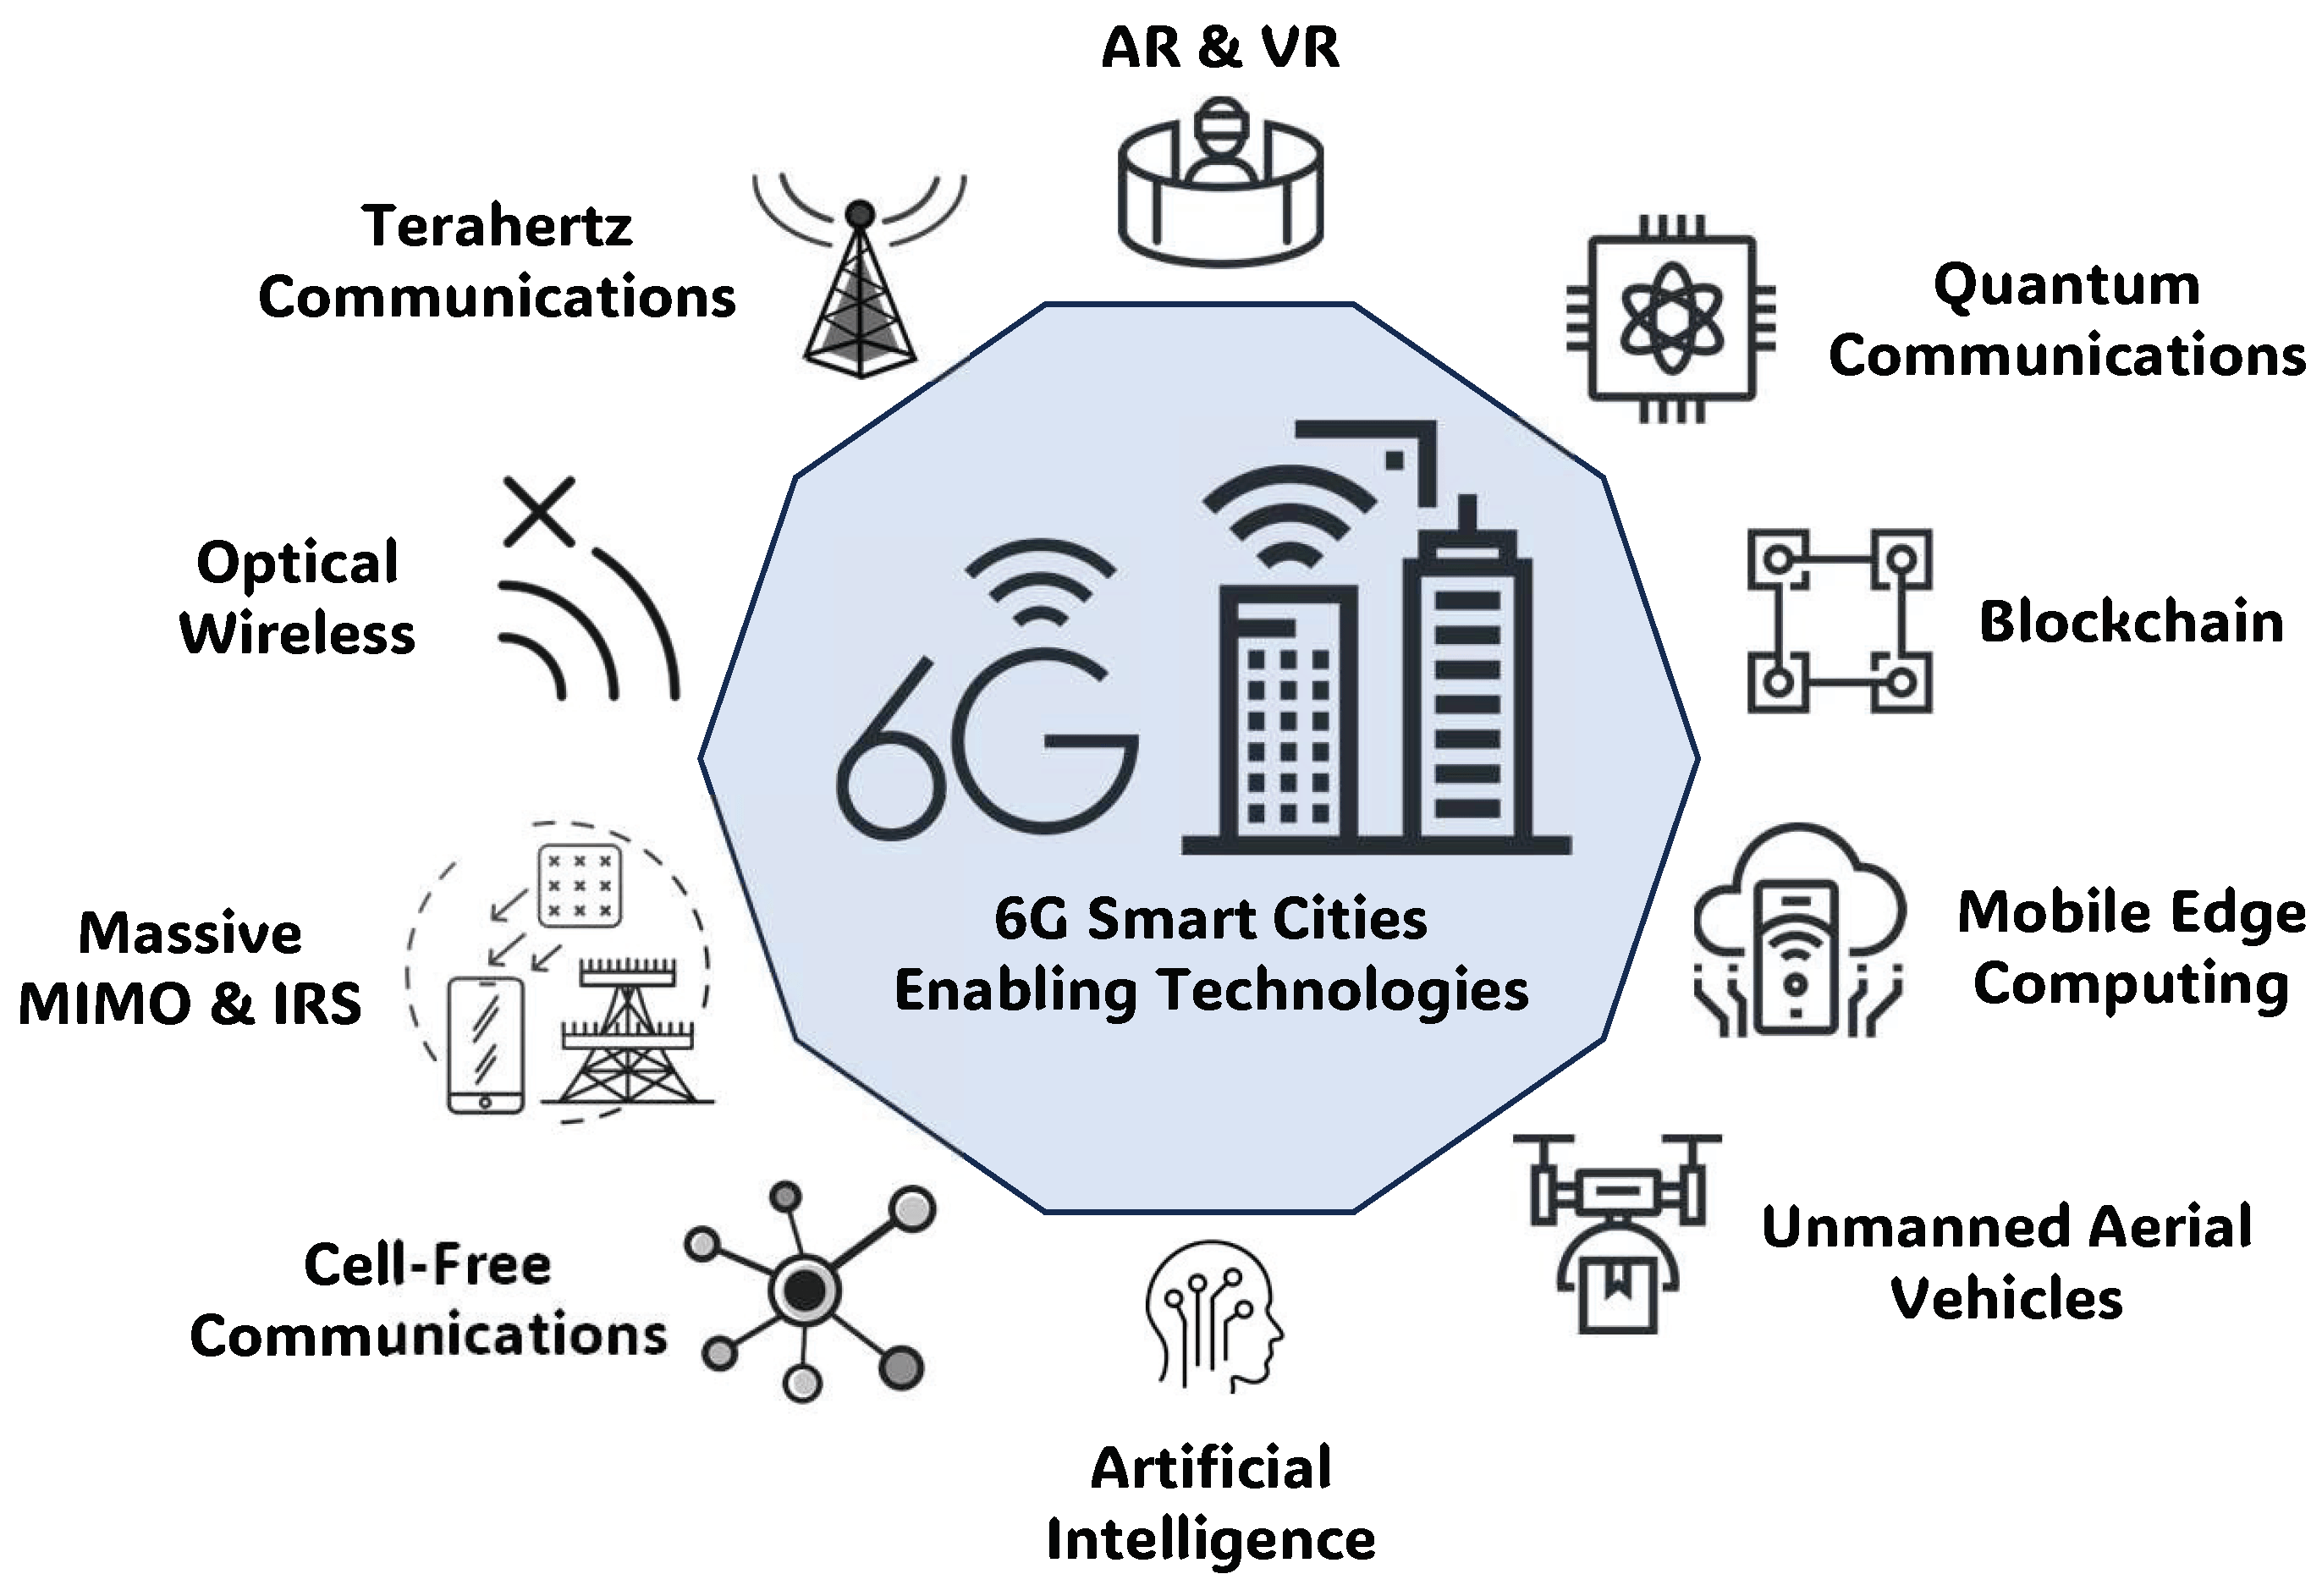 AR & VR
Terahertz
Communications
Quantum
Communications
Optical
Wireless
Blockchain
6G
Massive
MIMO & IRS
6G Smart Cities
Enabling Technologies
Mobile Edge
Computing
Cell-Free
Communications
Unmanned Aerial
Vehicles
Artificial
Intelligence